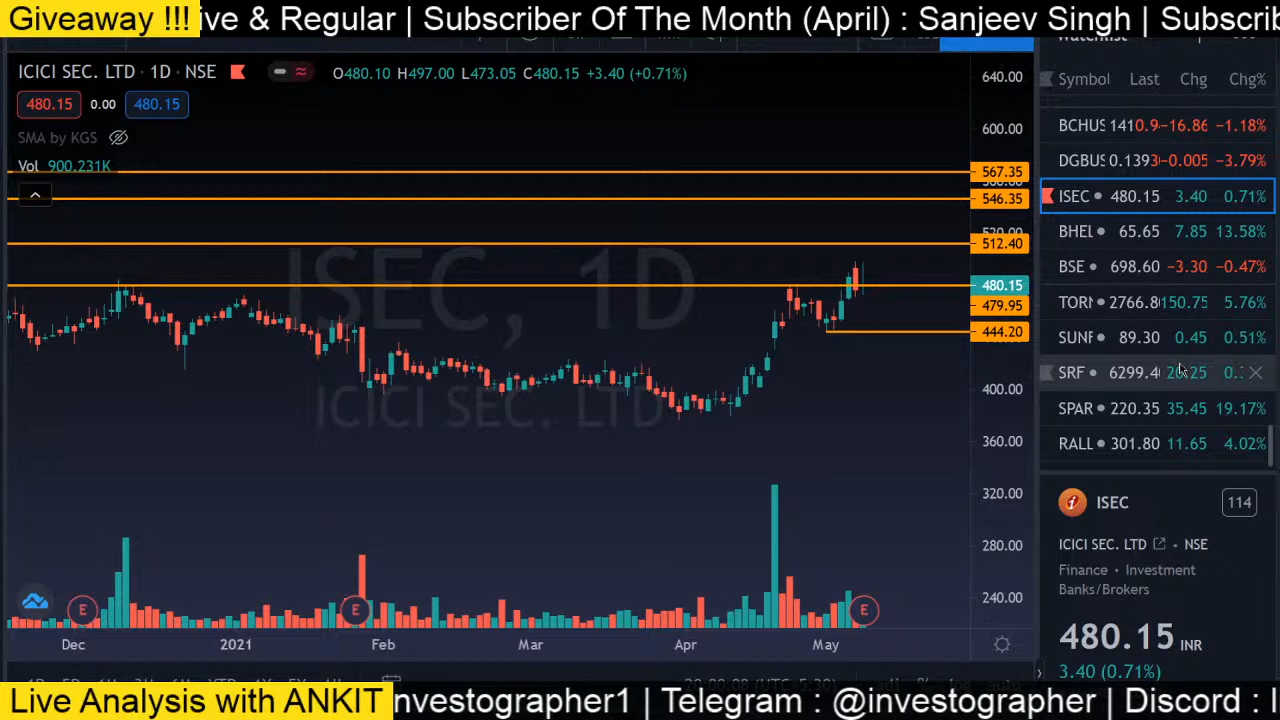 Giveaway !!! ive & Regular | Subscriber Of The Month (April) : Sanjeev Singh | Subscrib
Watchlist
ICICI SEC. LTD · 1D · NSE O480.10 H497.00 L473.05 C480.15 +3.40 (+0.71%)
480.15 0.00 480.15
SMA by KGS
Vol 900.231K
ISEC, 1D
ICICI SEC. LTD
640.00
600.00
567.35
546.35
512.40
480.15
479.95
444.20
400.00
360.00
320.00
280.00
240.00
E E E
Dec 2021 Feb Mar Apr May
Symbol Last Chg Chg%
BCHUS 1410.9 −16.86 −1.18%
DGBUS 0.1393 −0.005 −3.79%
ISEC 480.15 3.40 0.71%
BHEL 65.65 7.85 13.58%
BSE 698.60 −3.30 −0.47%
TORN 2766.8 150.75 5.76%
SUNF 89.30 0.45 0.51%
SRF 6299.4 25 0.
SPAR 220.35 35.45 19.17%
RALL 301.80 11.65 4.02%
ISEC 114
ICICI SEC. LTD · NSE
Finance · Investment
Banks/Brokers
480.15 INR
3.40 (0.71%)
Live Analysis with ANKIT nvestographer1 | Telegram : @investographer | Discord : I